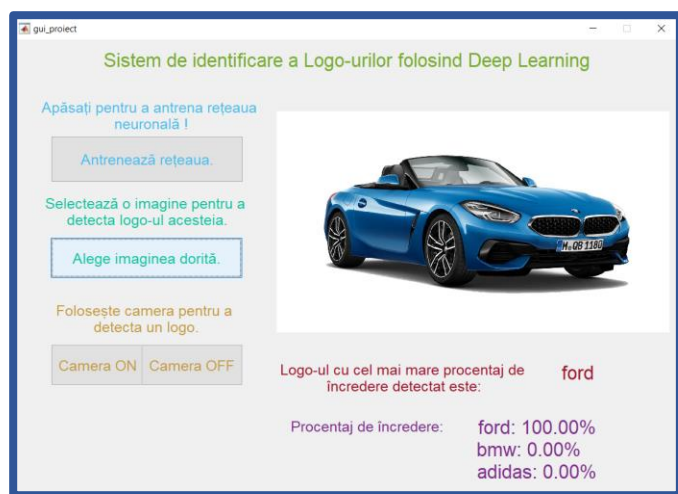 gui_proiect
Sistem de identificare a Logo-urilor folosind Deep Learning
Apăsați pentru a antrena rețeaua
neuronală !
Antrenează rețeaua.
Selectează o imagine pentru a
detecta logo-ul acesteia.
Alege imaginea dorită.
Folosește camera pentru a
detecta un logo.
Camera ON
Camera OFF
M QB 1180
Logo-ul cu cel mai mare procentaj de
încredere detectat este:
ford
Procentaj de încredere:
ford: 100.00%
bmw: 0.00%
adidas: 0.00%